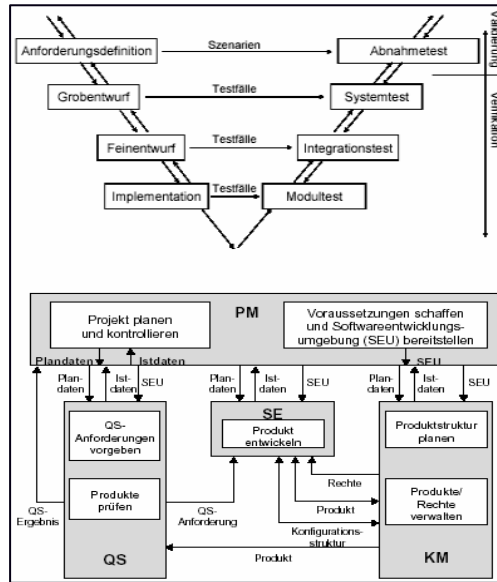 Anforderungsdefinition
Szenarien
Abnahmetest
Validierung
Grobentwurf
Testfälle
Systemtest
Verifikation
Feinentwurf
Testfälle
Integrationstest
Implementation
Testfälle
Modultest
PM
Projekt planen
und kontrollieren
Voraussetzungen schaffen
und Softwareentwicklungs-
umgebung (SEU) bereitstellen
Plandaten
Istdaten
SEU
Plan-
daten
Ist-
daten
SEU
Plan-
daten
Ist-
daten
SEU
Plan-
daten
Ist-
daten
SEU
QS-
Anforderungen
vorgeben
SE
Produkt
entwickeln
Produktstruktur
planen
Produkte
prüfen
Rechte
Produkte/
Rechte
verwalten
QS-
Ergebnis
QS-
Anforderung
Produkt
Konfigurations-
struktur
QS
Produkt
KM